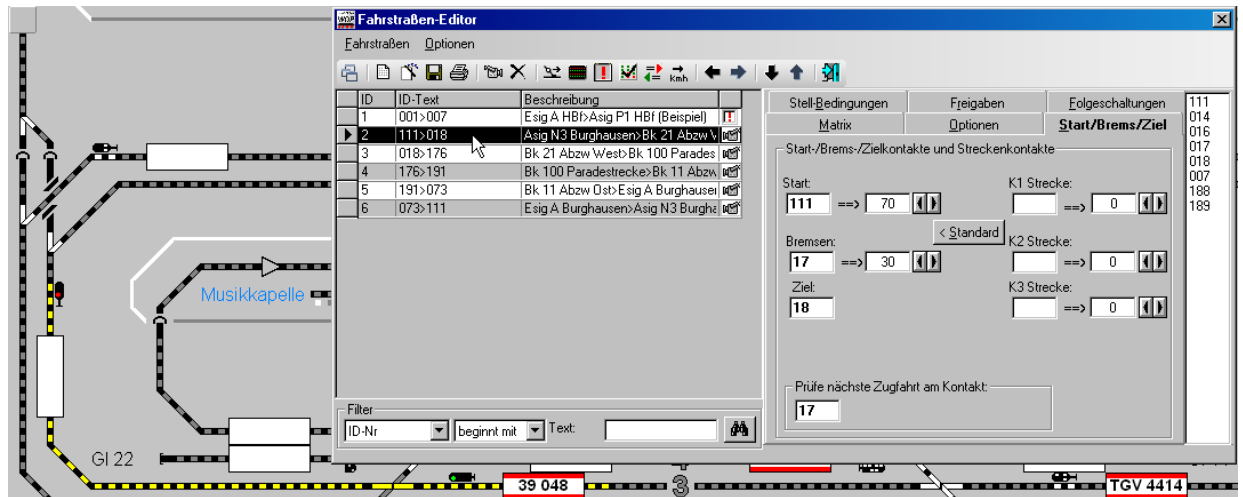 Fahrstraßen-Editor
Fahrstraßen Optionen
kmh
ID ID-Text Beschreibung
1 001>007 Esig A HBf>Asig P1 HBf (Beispiel)
2 111>018 Asig N3 Burghausen>Bk 21 Abzw
3 018>176 Bk 21 Abzw West>Bk 100 Parades
4 176>191 Bk 100 Paradestrecke>Bk 11 Abzw
5 191>073 Bk 11 Abzw Ost>Esig A Burghauser
6 073>111 Esig A Burghausen>Asig N3 Burgha
Filter
ID-Nr beginnt mit Text:
Stell-Bedingungen Freigaben Folgeschaltungen
Matrix Optionen Start/Brems/Ziel
Start-/Brems-/Zielkontakte und Streckenkontakte
Start: K1 Strecke:
111 ==> 70 ==> 0
< Standard
Bremsen: K2 Strecke:
17 ==> 30 ==> 0
Ziel: K3 Strecke:
18 ==> 0
Prüfe nächste Zugfahrt am Kontakt:
17
111
014
016
017
018
007
188
189
Musikkapelle
Gl 22
39 048
3
TGV 4414